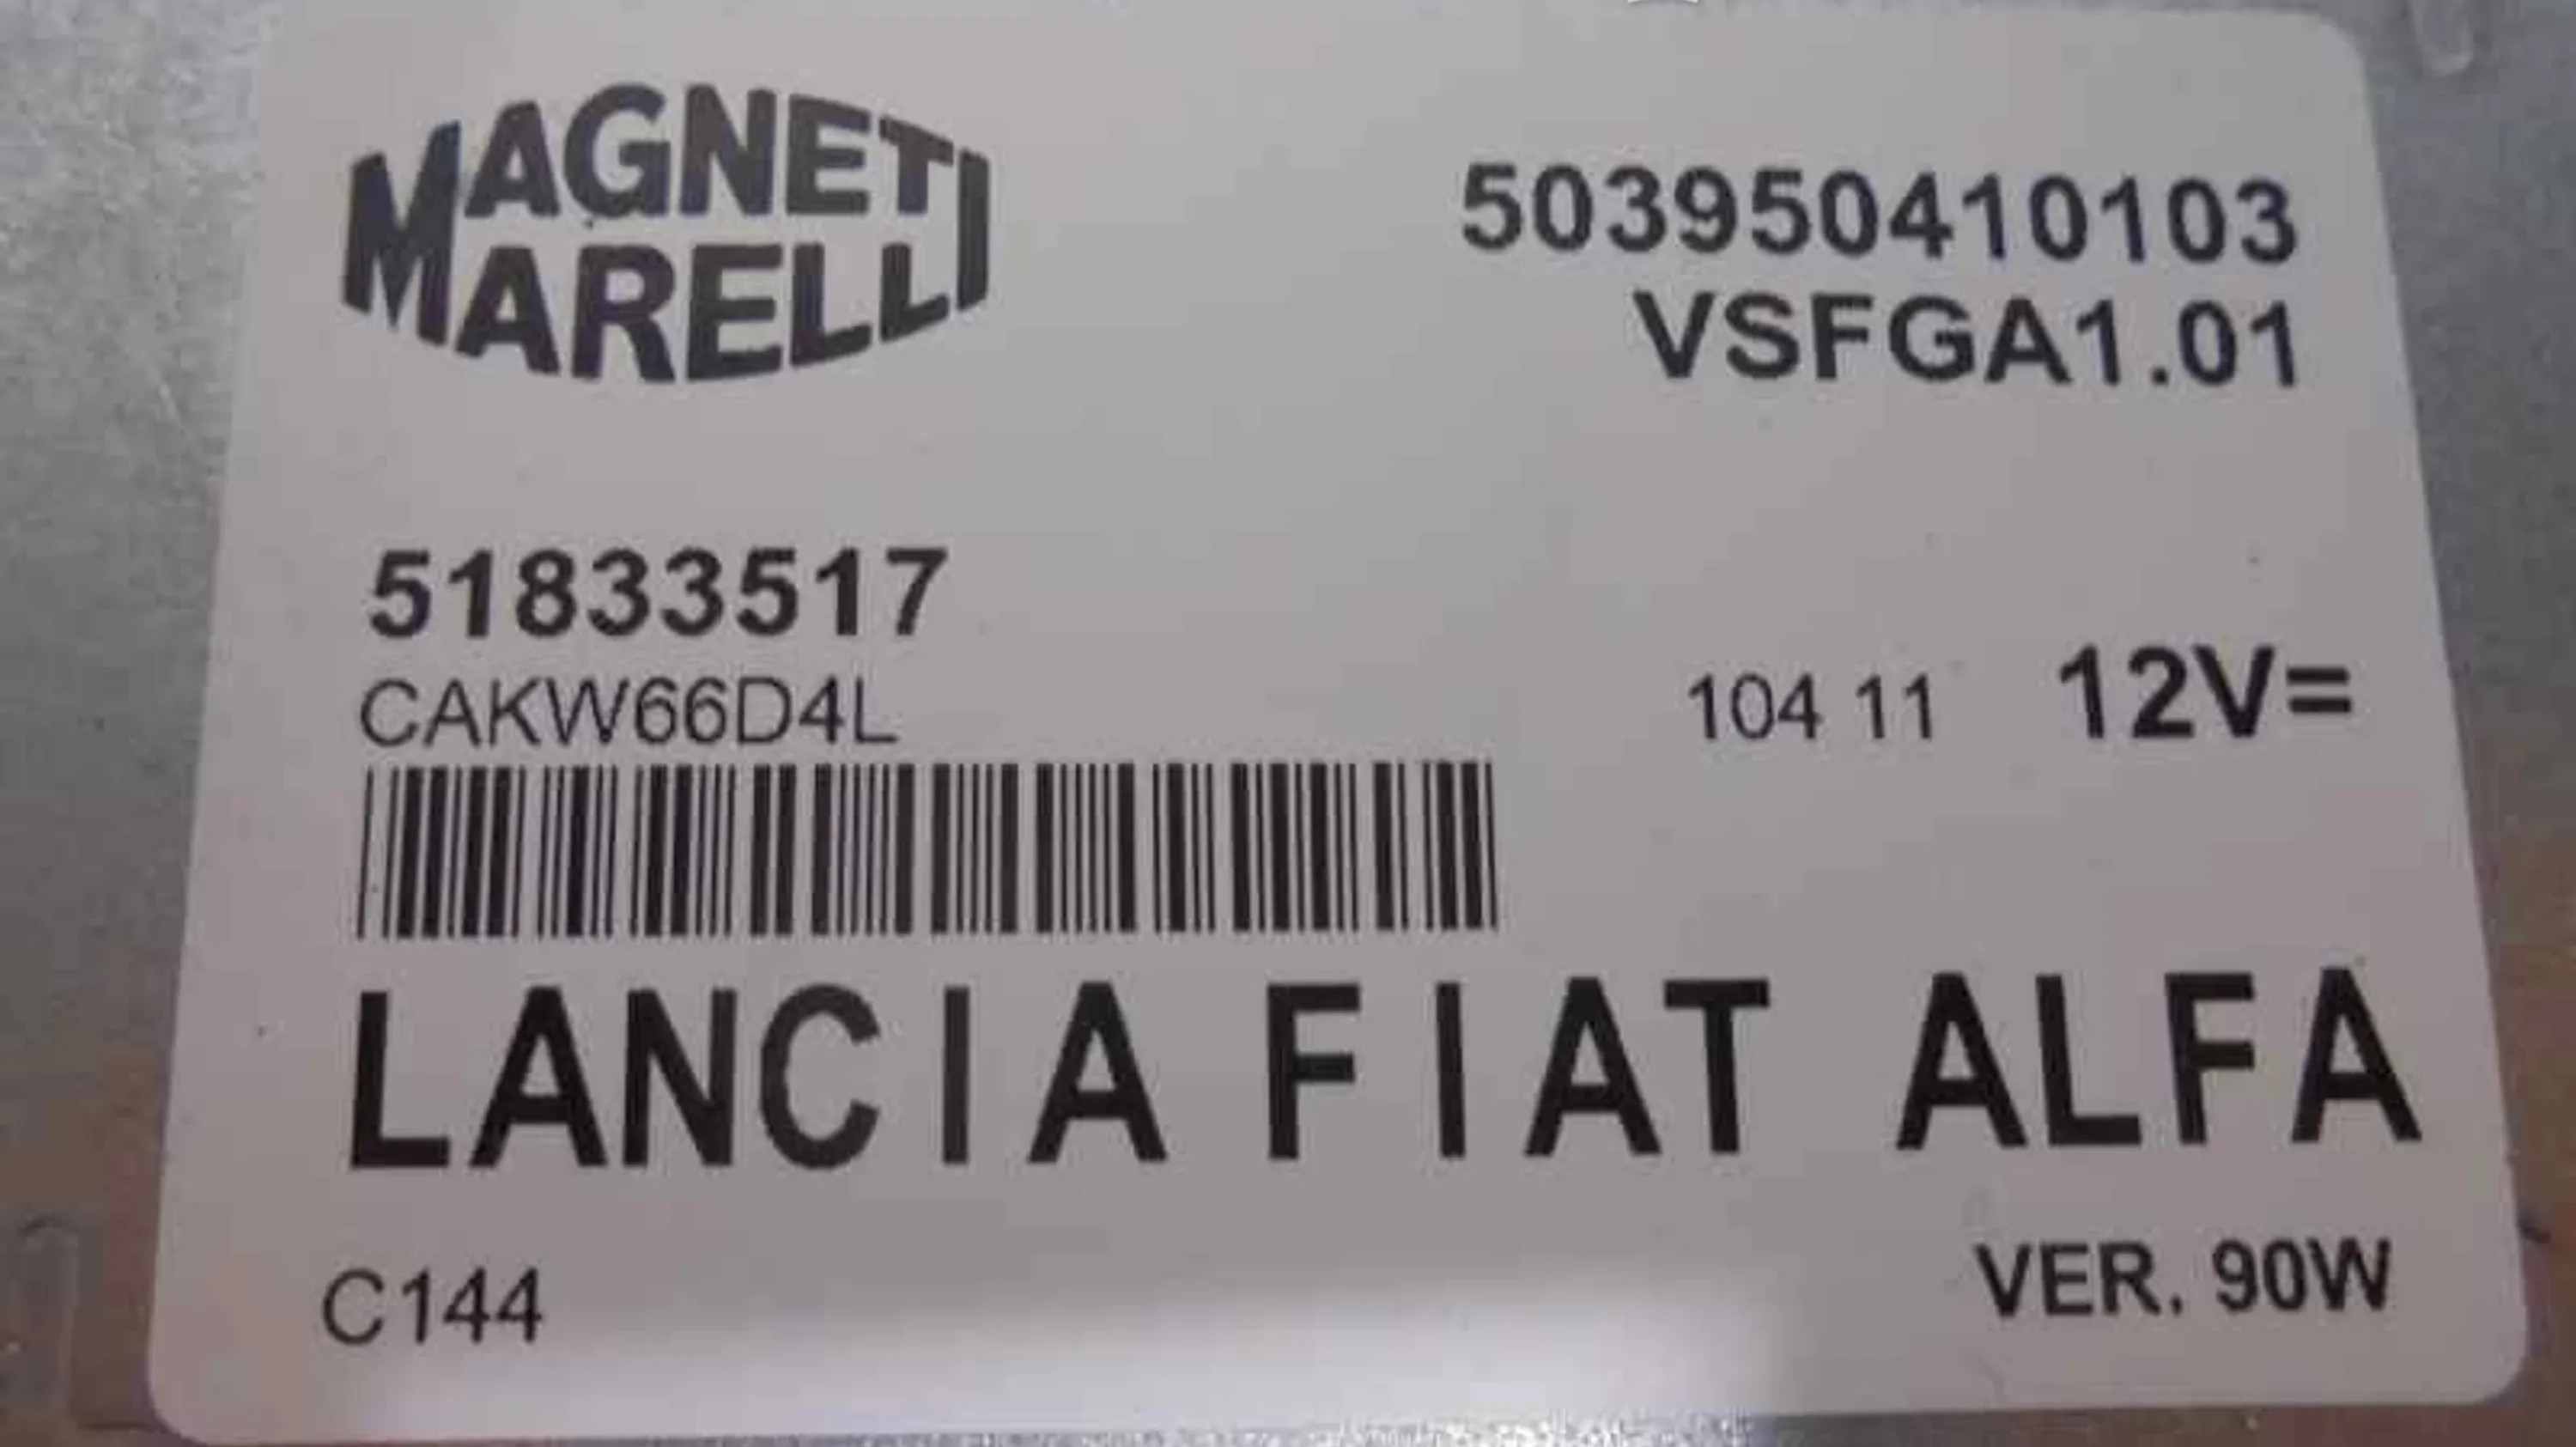 MAGNETI
MARELLI
503950410103
VSFGA1.01
51833517
CAKW66D4L
104 11 12V=
LANCIA FIAT ALFA
C144
VER. 90W